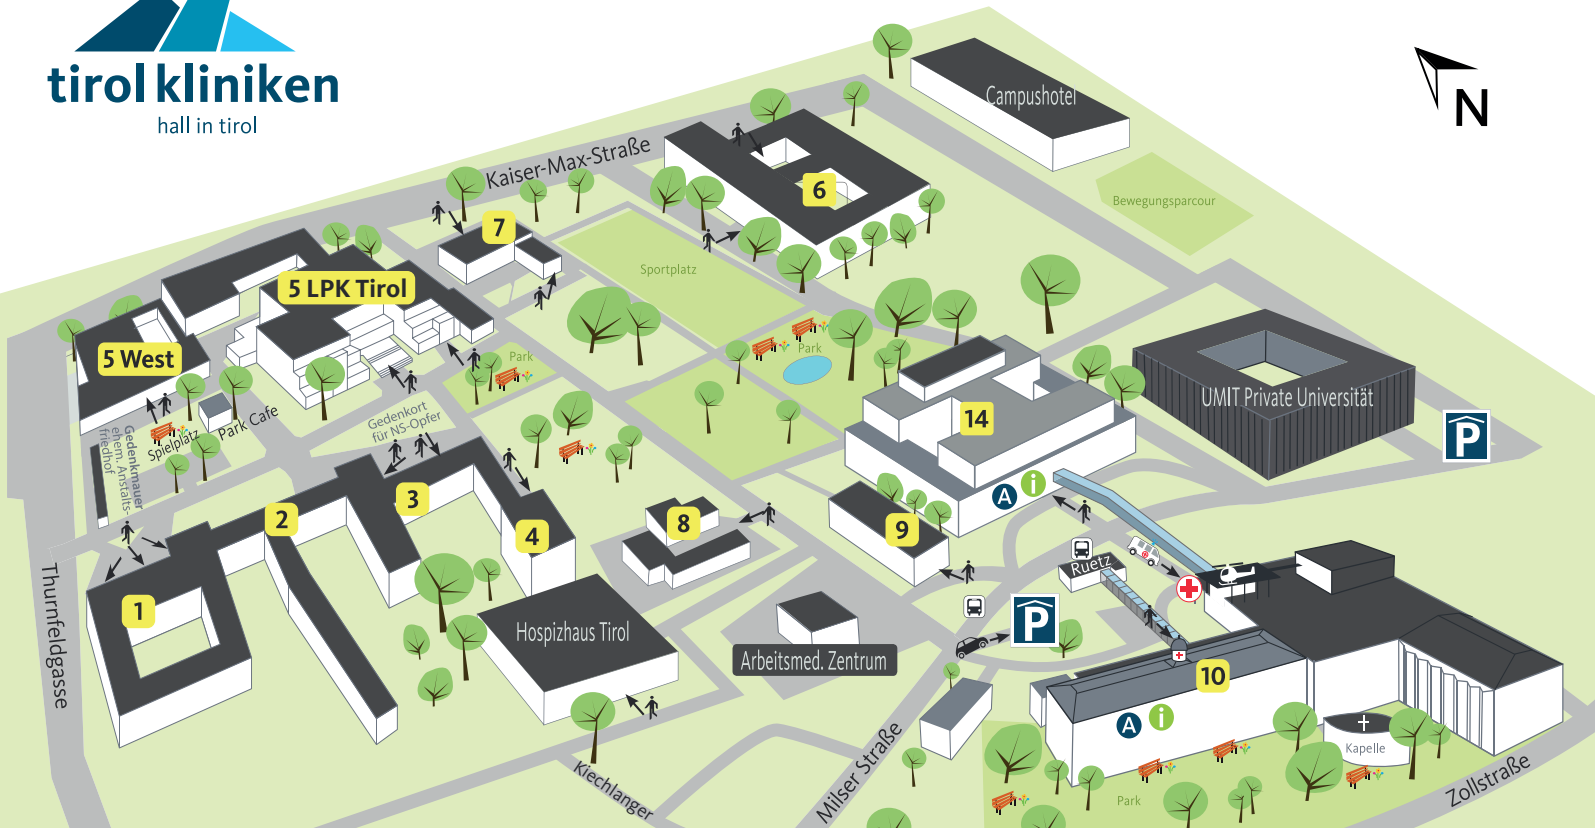 tirol kliniken
hall in tirol
N
Campushotel
Kaiser-Max-Straße
Bewegungsparcour
6
7
Sportplatz
5 LPK Tirol
5 West
Park
Park
UMIT Private Universität
P
14
A
i
Park Cafe
Spielplatz
Gedenkort
für NS-Opfer
Gedenkmauer
ehem. Anstalts-
friedhof
3
2
4
8
9
Ruetz
1
Thurnfeldgasse
Hospizhaus Tirol
P
Arbeitsmed. Zentrum
10
A
i
Kapelle
Kiechlanger
Milser Straße
Park
Zollstraße